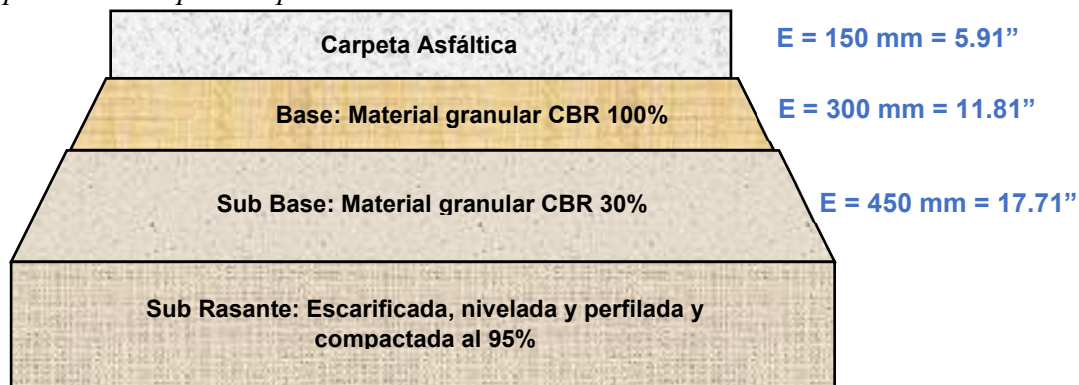 Carpeta Asfáltica
E = 150 mm = 5.91”
Base: Material granular CBR 100%
E = 300 mm = 11.81”
Sub Base: Material granular CBR 30%
E = 450 mm = 17.71”
Sub Rasante: Escarificada, nivelada y perfilada y
compactada al 95%